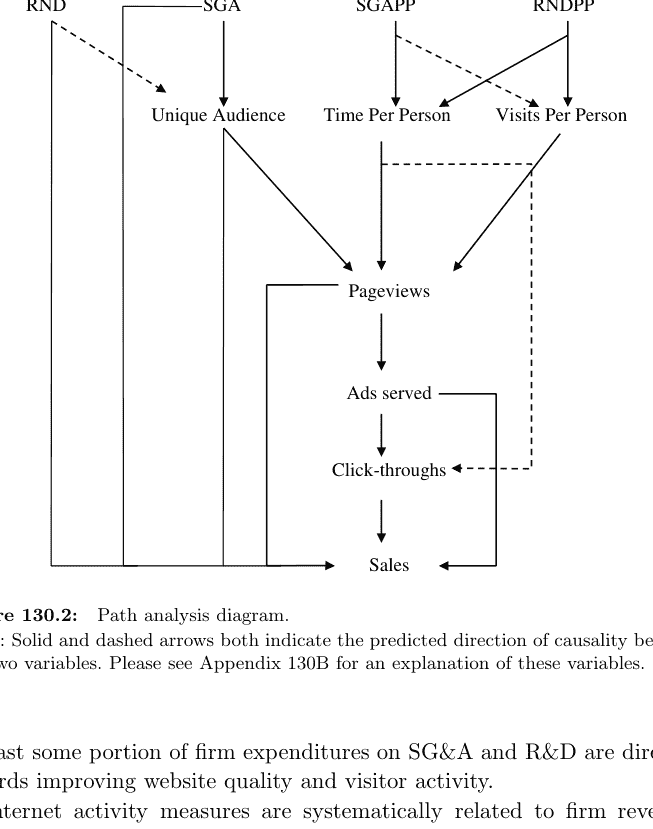 RND SGA SGAPP RNDPP
Unique Audience Time Per Person Visits Per Person
Pageviews
Ads served
Click-throughs
Sales
re 130.2: Path analysis diagram.
: Solid and dashed arrows both indicate the predicted direction of causality be
wo variables. Please see Appendix 130B for an explanation of these variables.
ast some portion of firm expenditures on SG&A and R&D are dire
rds improving website quality and visitor activity.
nternet activity measures are systematically related to firm reve